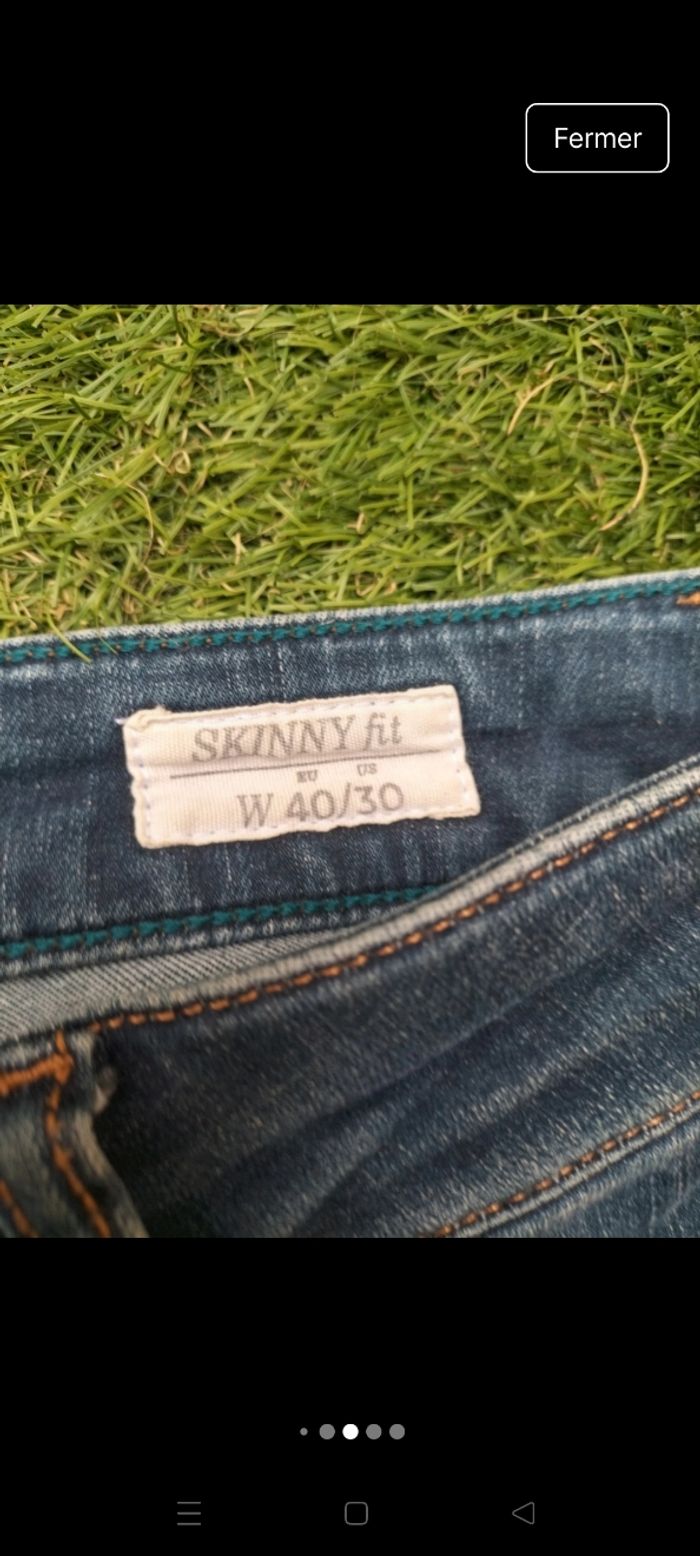 Fermer
SKINNY fit
EU US
W 40/30